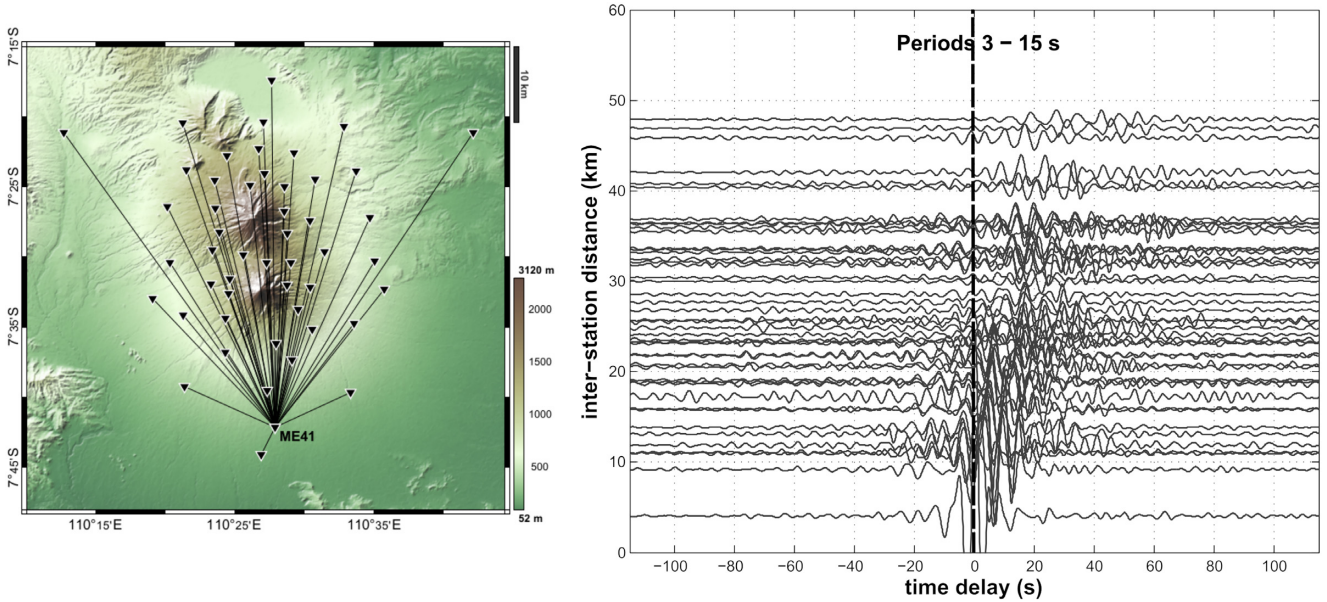 7°15'S
7°25'S
7°35'S
7°45'S
110°15'E
110°25'E
110°35'E
10 km
3120 m
2000
1500
1000
500
52 m
ME41
Periods 3 – 15 s
inter-station distance (km)
60
50
40
30
20
10
0
−100
−80
−60
−40
−20
0
20
40
60
80
100
time delay (s)